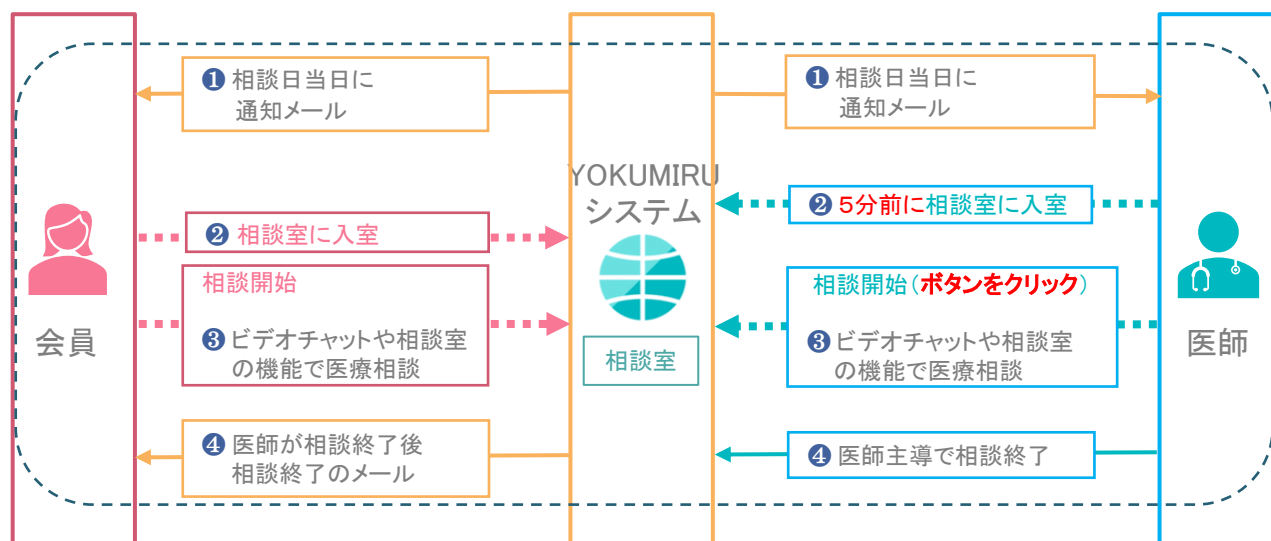 ❶ 相談日当日に
通知メール
❶ 相談日当日に
通知メール
YOKUMIRU
システム
❷ 5分前に相談室に入室
❷ 相談室に入室
相談開始
❸ ビデオチャットや相談室
の機能で医療相談
相談開始(ボタンをクリック)
❸ ビデオチャットや相談室
の機能で医療相談
会員
相談室
医師
❹ 医師が相談終了後
相談終了のメール
❹ 医師主導で相談終了